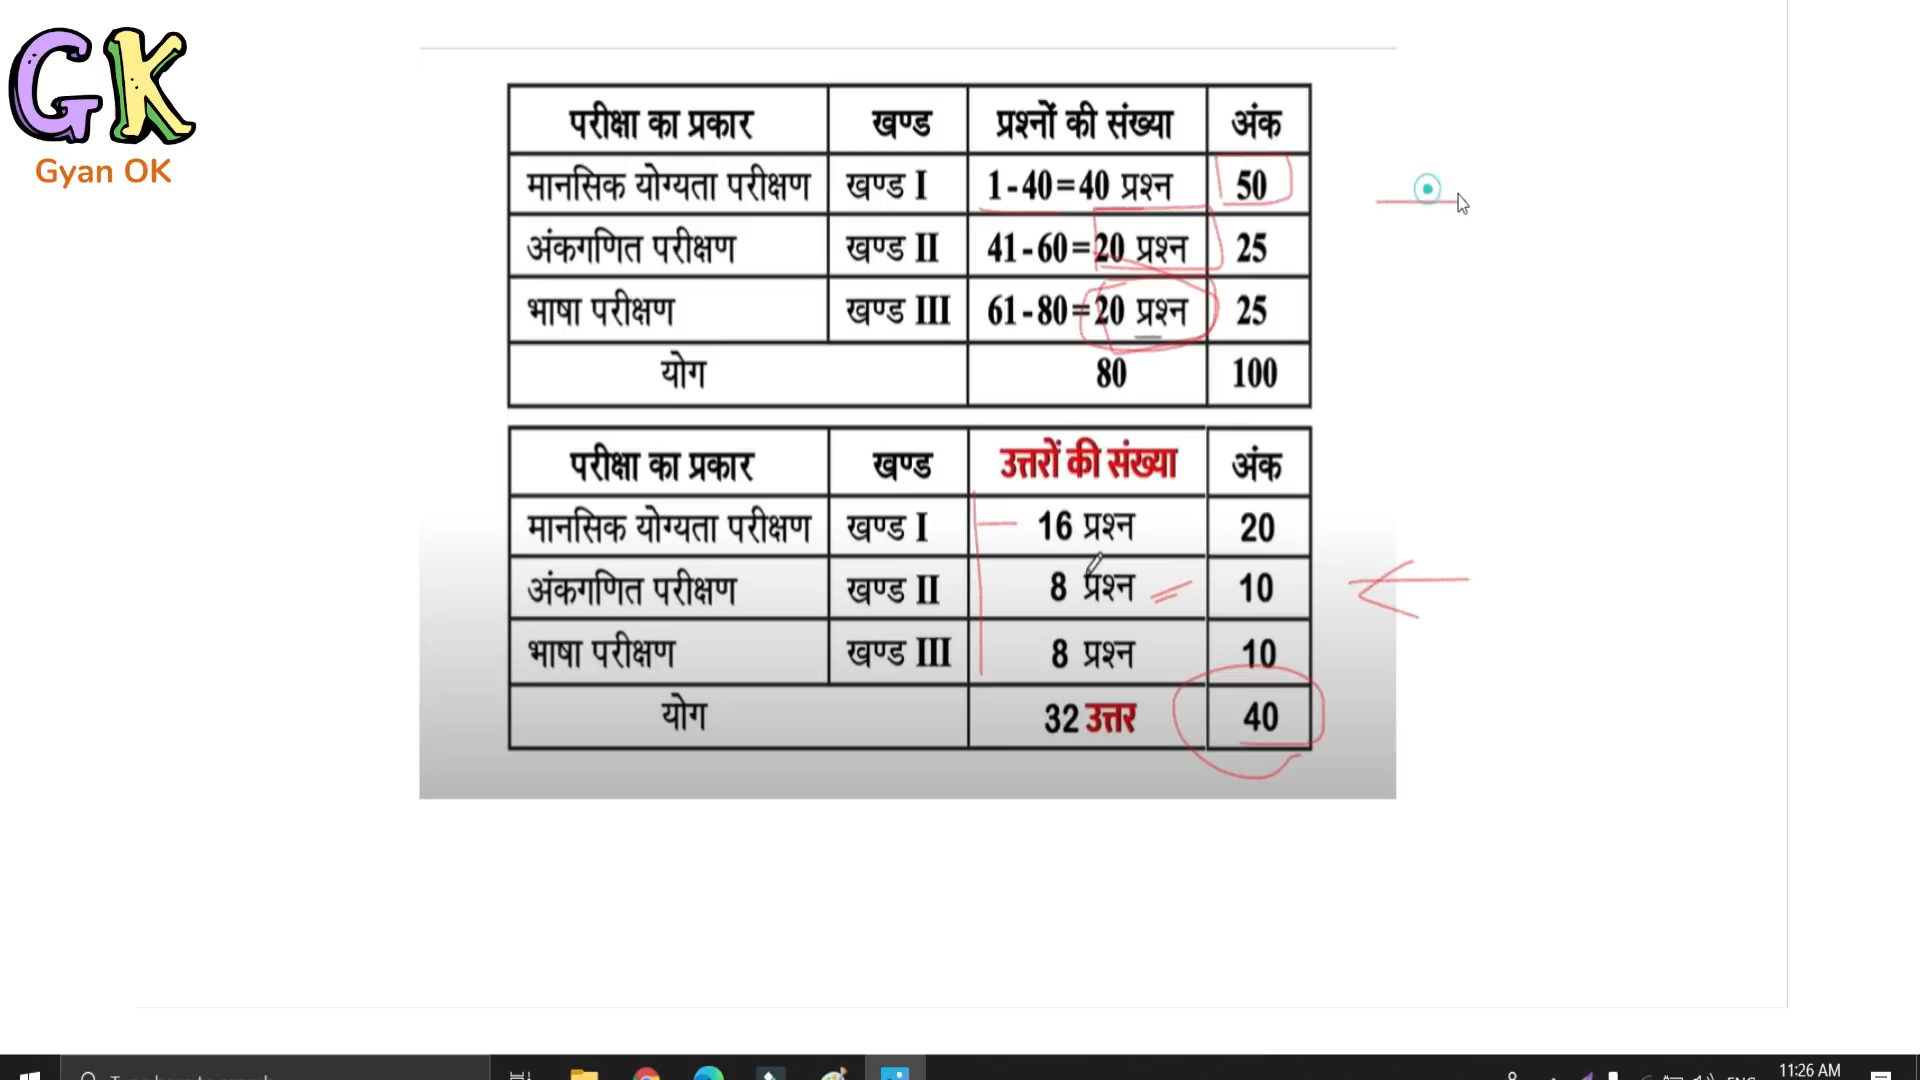 GK
Gyan OK
परीक्षा का प्रकार खण्ड प्रश्नों की संख्या अंक
मानसिक योग्यता परीक्षण खण्ड I 1-40=40 प्रश्न 50
अंकगणित परीक्षण खण्ड II 41-60=20 प्रश्न 25
भाषा परीक्षण खण्ड III 61-80=20 प्रश्न 25
योग 80 100
परीक्षा का प्रकार खण्ड उत्तरों की संख्या अंक
मानसिक योग्यता परीक्षण खण्ड I 16 प्रश्न 20
अंकगणित परीक्षण खण्ड II 8 प्रश्न 10
भाषा परीक्षण खण्ड III 8 प्रश्न 10
योग 32 उत्तर 40
11:26 AM